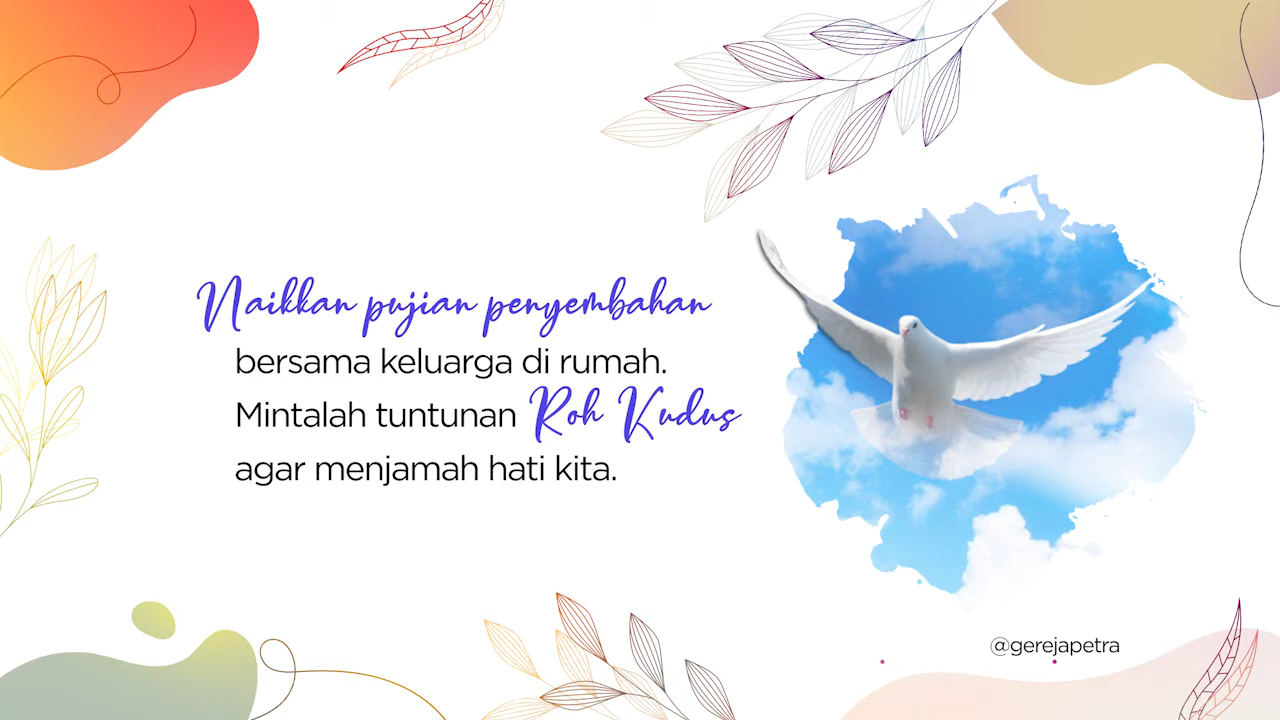 Naikkan pujian penyembahan
bersama keluarga di rumah.
Mintalah tuntunan Roh Kudus
agar menjamah hati kita.
@gerejapetra